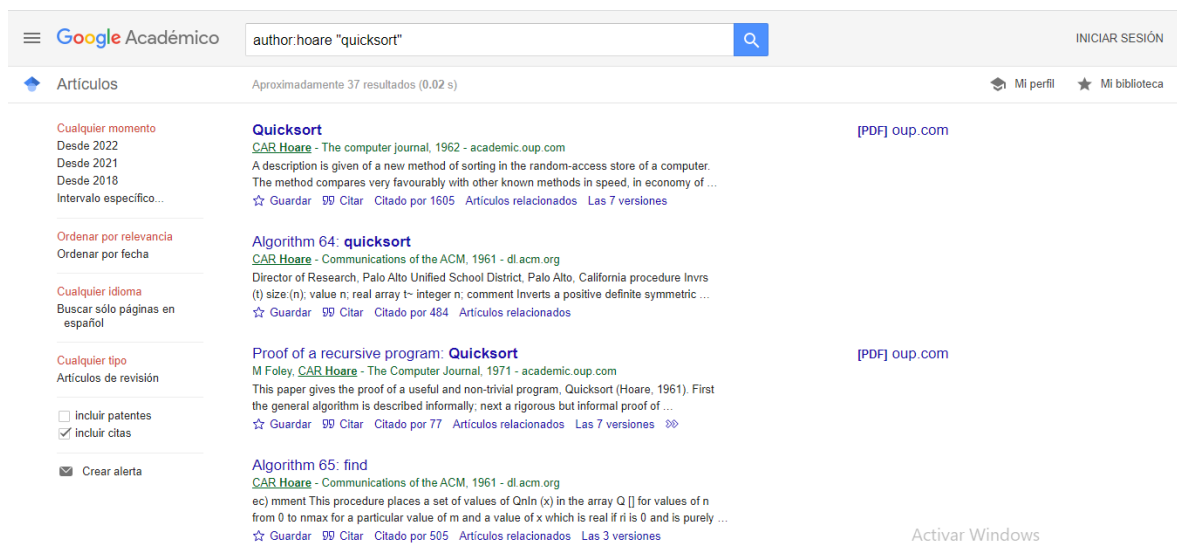 Google Académico
author:hoare "quicksort"
INICIAR SESIÓN
Artículos
Aproximadamente 37 resultados (0.02 s)
Mi perfil
Mi biblioteca
Cualquier momento
Desde 2022
Desde 2021
Desde 2018
Intervalo específico...
Ordenar por relevancia
Ordenar por fecha
Cualquier idioma
Buscar sólo páginas en
español
Cualquier tipo
Artículos de revisión
incluir patentes
incluir citas
Crear alerta
Quicksort
[PDF] oup.com
CAR Hoare - The computer journal, 1962 - academic.oup.com
A description is given of a new method of sorting in the random-access store of a computer.
The method compares very favourably with other known methods in speed, in economy of ...
Guardar Citar Citado por 1605 Artículos relacionados Las 7 versiones
Algorithm 64: quicksort
CAR Hoare - Communications of the ACM, 1961 - dl.acm.org
Director of Research, Palo Alto Unified School District, Palo Alto, California procedure Invrs
(t) size:(n); value n; real array t~ integer n; comment Inverts a positive definite symmetric ...
Guardar Citar Citado por 484 Artículos relacionados
Proof of a recursive program: Quicksort
[PDF] oup.com
M Foley, CAR Hoare - The Computer Journal, 1971 - academic.oup.com
This paper gives the proof of a useful and non-trivial program, Quicksort (Hoare, 1961). First
the general algorithm is described informally; next a rigorous but informal proof of ...
Guardar Citar Citado por 77 Artículos relacionados Las 7 versiones
Algorithm 65: find
CAR Hoare - Communications of the ACM, 1961 - dl.acm.org
ec) mment This procedure places a set of values of QnIn (x) in the array Q [] for values of n
from 0 to nmax for a particular value of m and a value of x which is real if ri is 0 and is purely ...
Guardar Citar Citado por 505 Artículos relacionados Las 3 versiones
Activar Windows